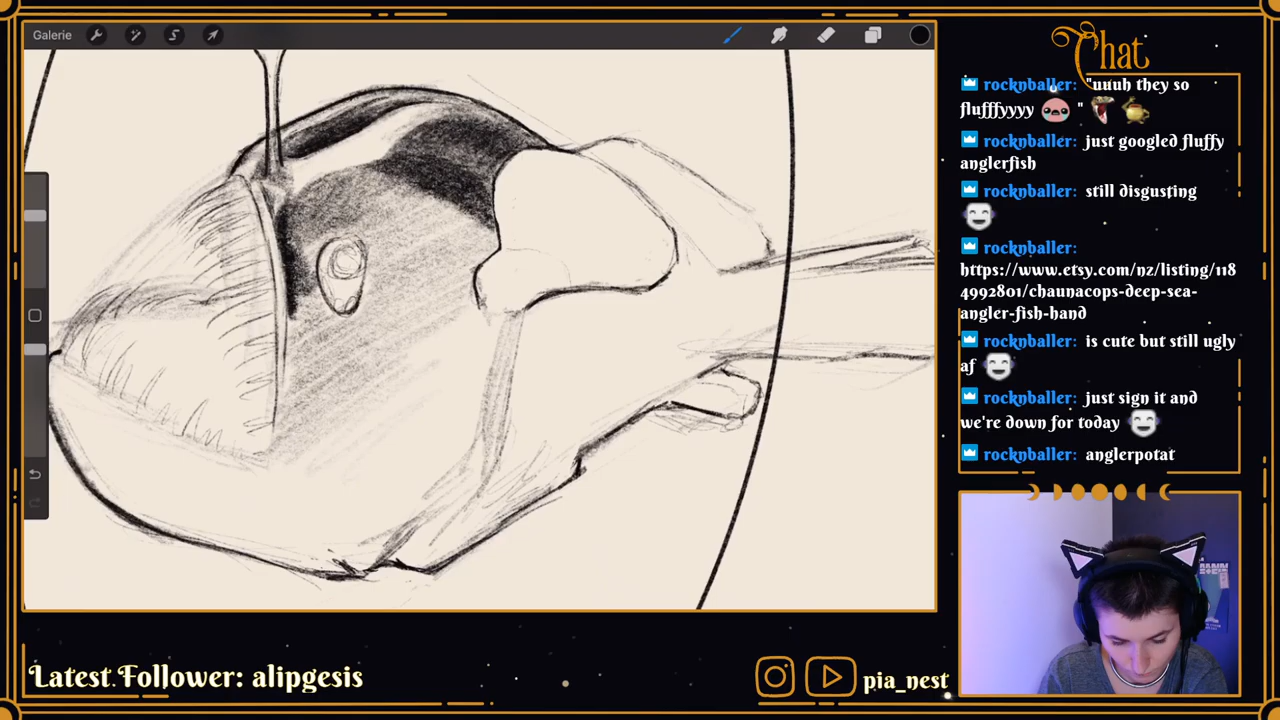 Galerie
Chat
rocknballer: "uuuh they so
flufffyyyy "
rocknballer: just googled fluffy
anglerfish
rocknballer: still disgusting
rocknballer:
https://www.etsy.com/nz/listing/118
4992801/chaunacops-deep-sea-
angler-fish-hand
rocknballer: is cute but still ugly
af
rocknballer: just sign it and
we're down for today
rocknballer: anglerpotat
Latest Follower: alipgesis
pia_nest